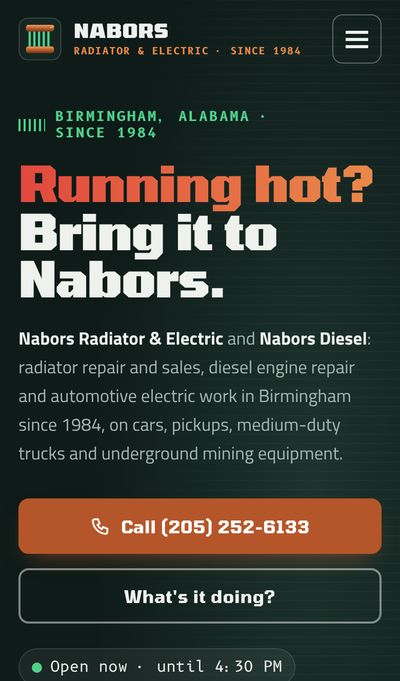 NABORS
RADIATOR & ELECTRIC · SINCE 1984
BIRMINGHAM, ALABAMA ·
SINCE 1984
Running hot?
Bring it to
Nabors.
Nabors Radiator & Electric and Nabors Diesel:
radiator repair and sales, diesel engine repair
and automotive electric work in Birmingham
since 1984, on cars, pickups, medium-duty
trucks and underground mining equipment.
Call (205) 252-6133
What's it doing?
Open now · until 4:30 PM